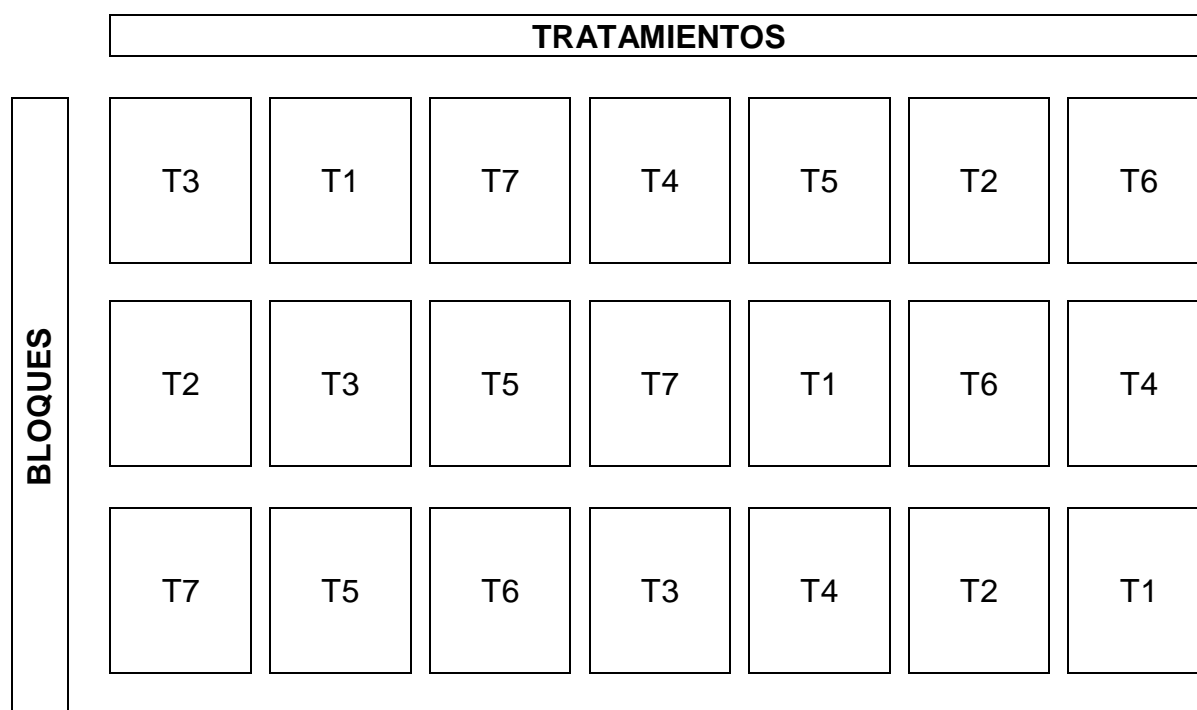 TRATAMIENTOS
BLOQUES
T3 T1 T7 T4 T5 T2 T6
T2 T3 T5 T7 T1 T6 T4
T7 T5 T6 T3 T4 T2 T1